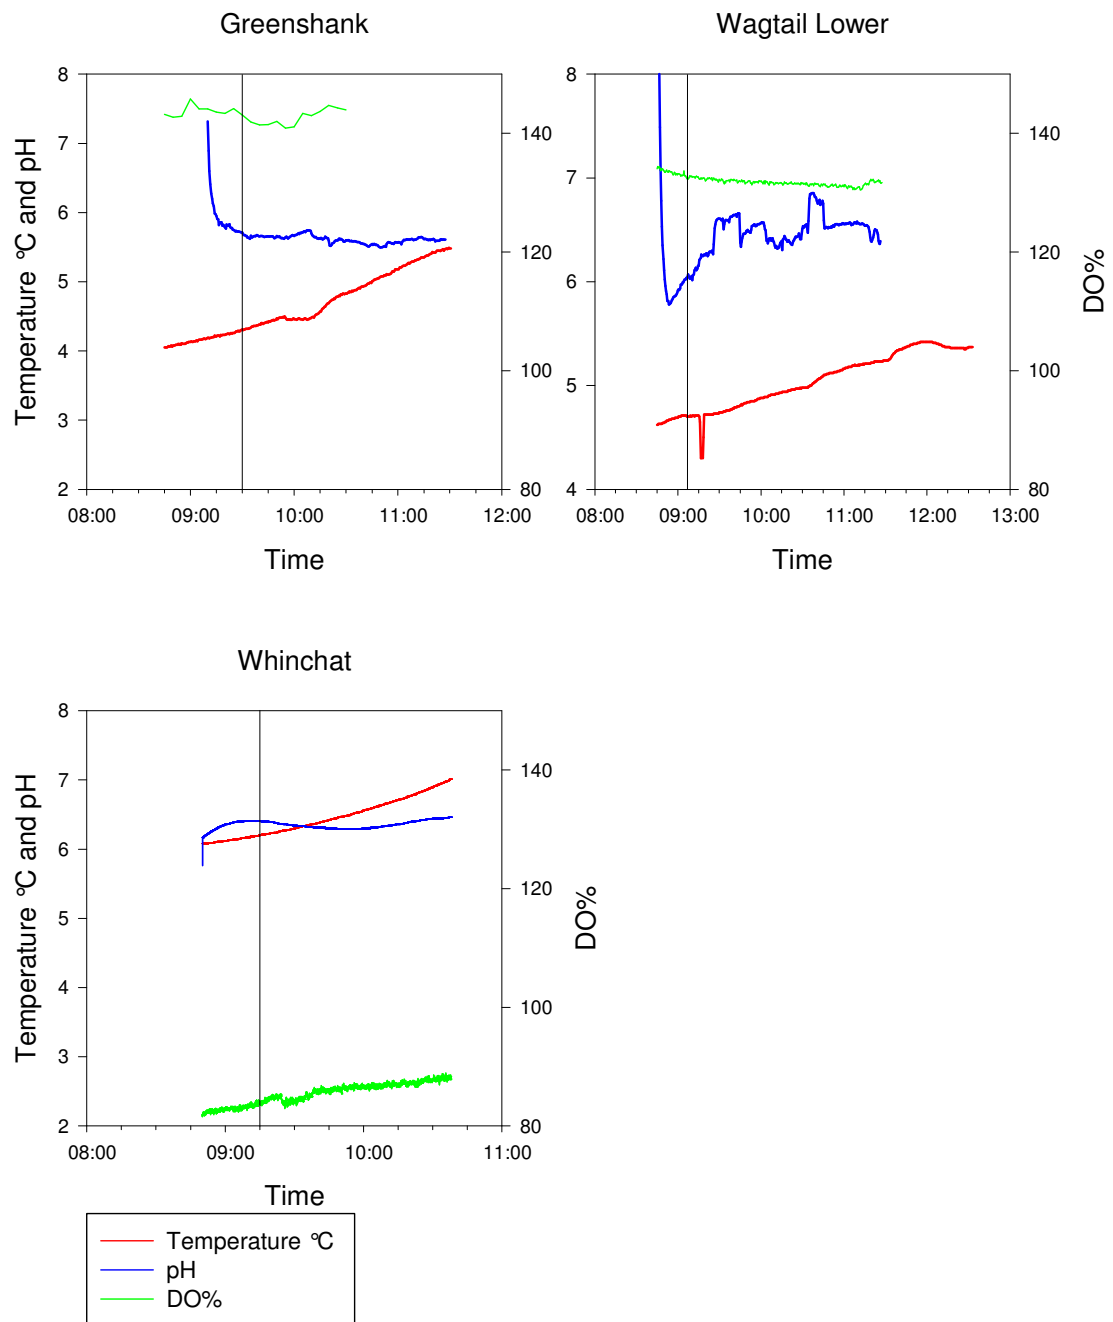 Greenshank
Wagtail Lower
Temperature °C and pH
8
7
6
5
4
3
2
140
120
100
80
08:00 09:00 10:00 11:00 12:00
Time
8
7
6
5
4
140
120
100
80
DO%
08:00 09:00 10:00 11:00 12:00 13:00
Time
Whinchat
Temperature °C and pH
8
7
6
5
4
3
2
140
120
100
80
DO%
08:00 09:00 10:00 11:00
Time
Temperature °C
pH
DO%